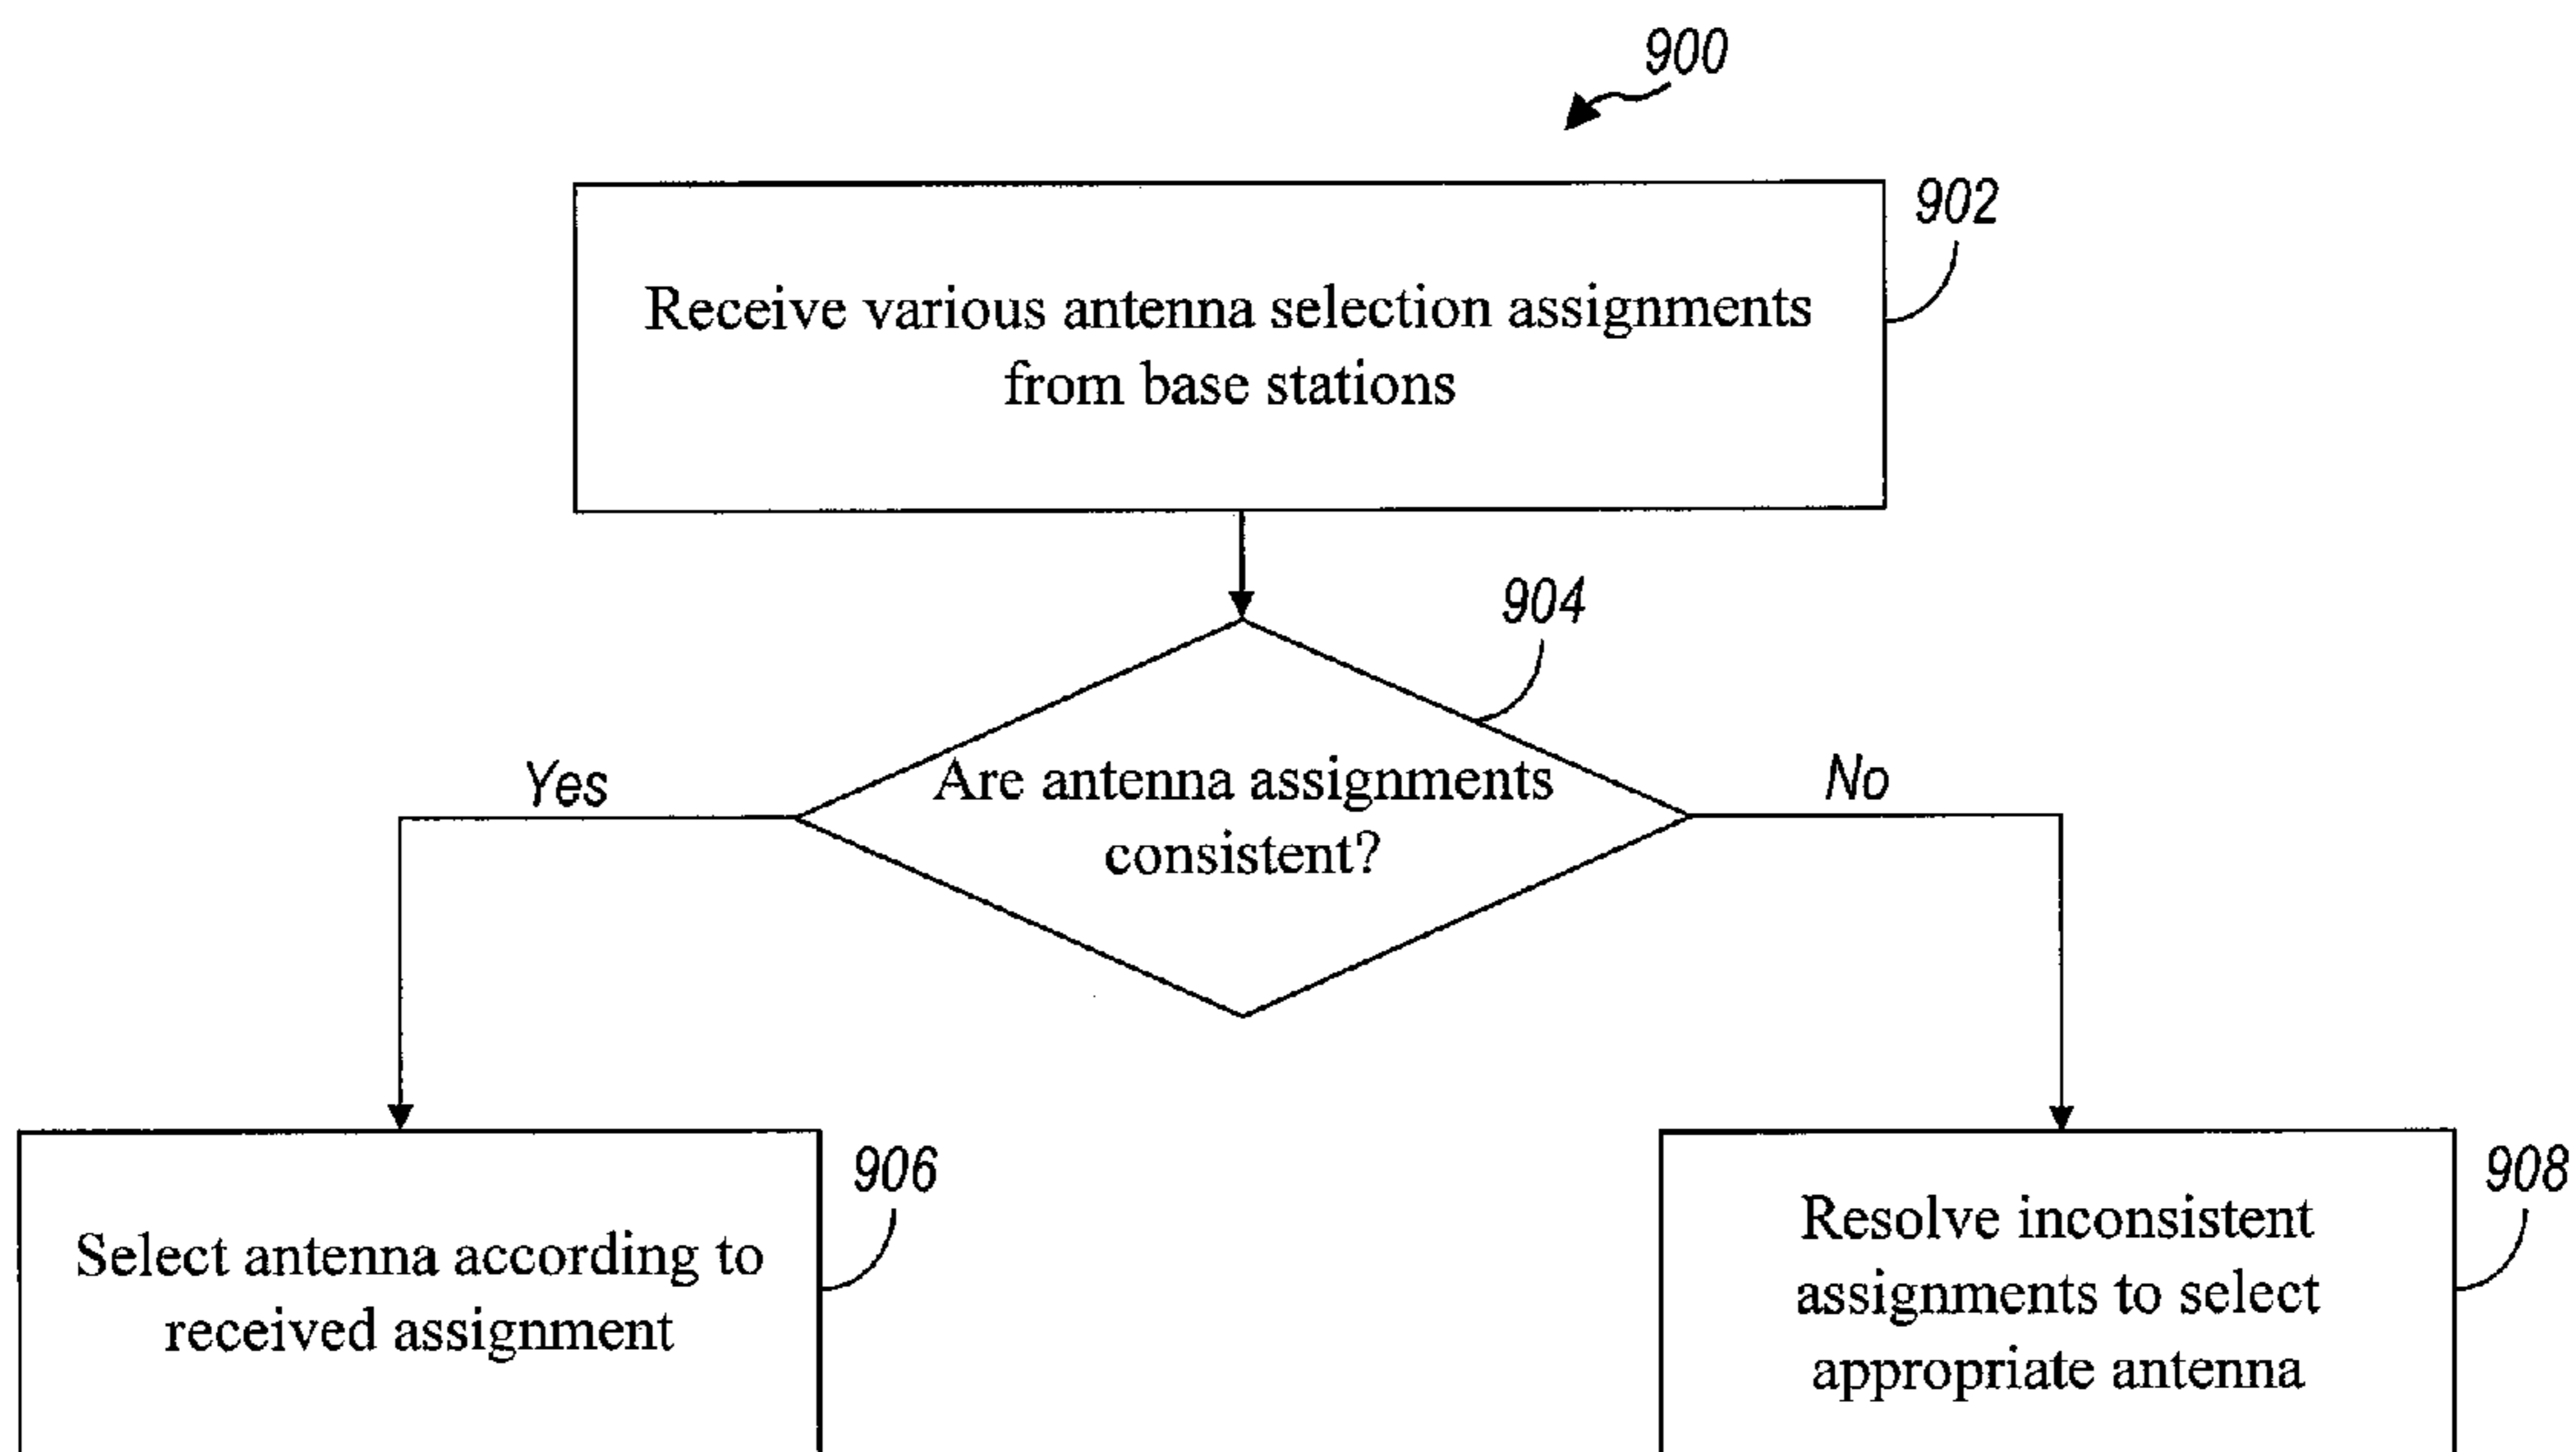 900
902
Receive various antenna selection assignments
from base stations
904
Are antenna assignments
consistent?
Yes
No
906
Select antenna according to
received assignment
908
Resolve inconsistent
assignments to select
appropriate antenna